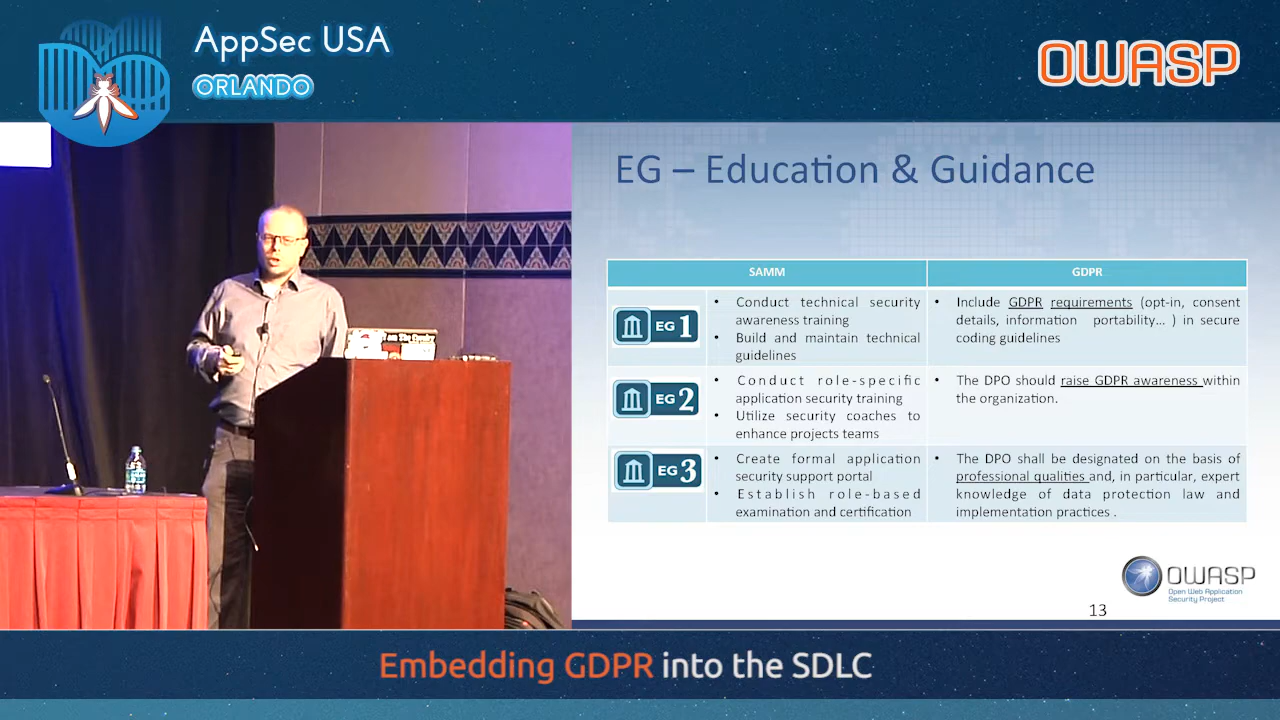 AppSec USA
ORLANDO
OWASP
EG – Education & Guidance
SAMM
GDPR
EG 1
• Conduct technical security
awareness training
• Build and maintain technical
guidelines
• Include GDPR requirements (opt-in, consent
details, information portability... ) in secure
coding guidelines
EG 2
• Conduct role-specific
application security training
• Utilize security coaches to
enhance projects teams
• The DPO should raise GDPR awareness within
the organization.
EG 3
• Create formal application
security support portal
• Establish role-based
examination and certification
• The DPO shall be designated on the basis of
professional qualities and, in particular, expert
knowledge of data protection law and
implementation practices .
OWASP
Open Web Application
Security Project
13
Embedding GDPR into the SDLC